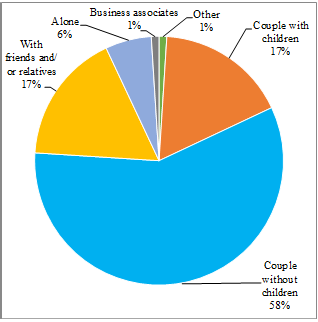 Business associates
1%
Other
1%
Couple with
children
17%
Couple
without
children
58%
With
friends and/
or relatives
17%
Alone
6%